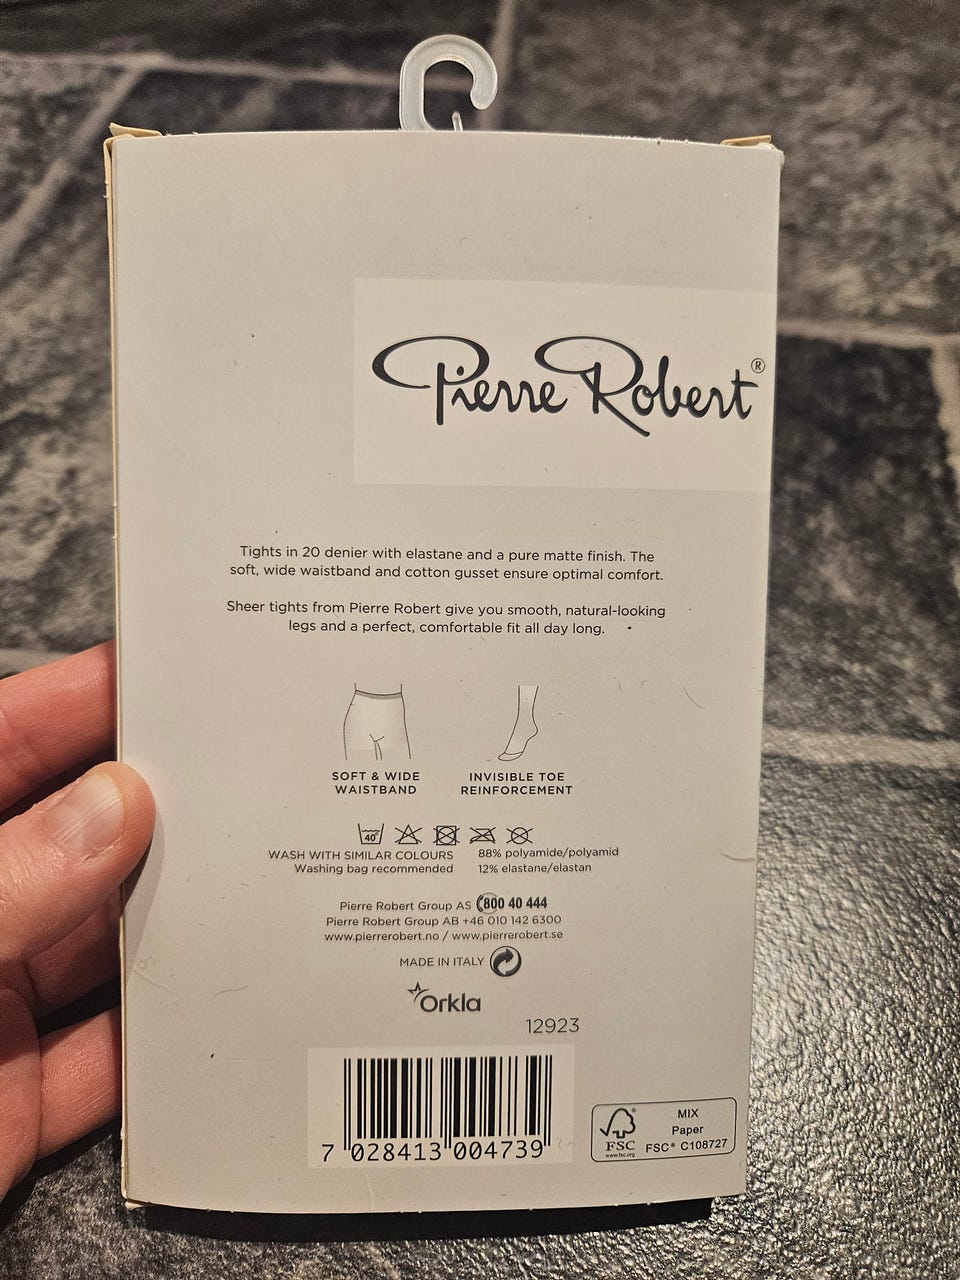 Pierre Robert®
Tights in 20 denier with elastane and a pure matte finish. The
soft, wide waistband and cotton gusset ensure optimal comfort.
Sheer tights from Pierre Robert give you smooth, natural-looking
legs and a perfect, comfortable fit all day long.
SOFT & WIDE
WAISTBAND
INVISIBLE TOE
REINFORCEMENT
40
WASH WITH SIMILAR COLOURS
Washing bag recommended
88% polyamide/polyamid
12% elastane/elastan
Pierre Robert Group AS 800 40 444
Pierre Robert Group AB +46 010 142 6300
www.pierrerobert.no / www.pierrerobert.se
MADE IN ITALY
Orkla
12923
7 028413 004739
FSC
www.fsc.org
MIX
Paper
FSC® C108727